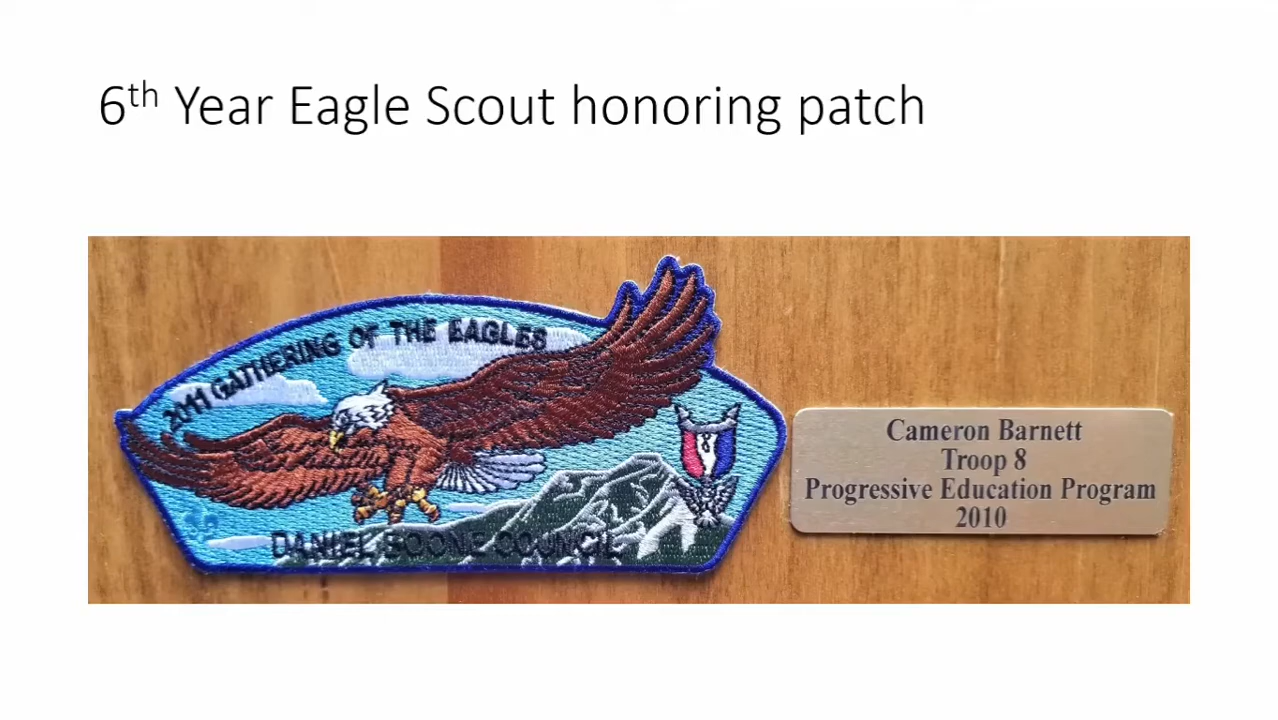 6th Year Eagle Scout honoring patch
2011 GATHERING OF THE EAGLES
DANIEL BOONE COUNCIL
Cameron Barnett
Troop 8
Progressive Education Program
2010